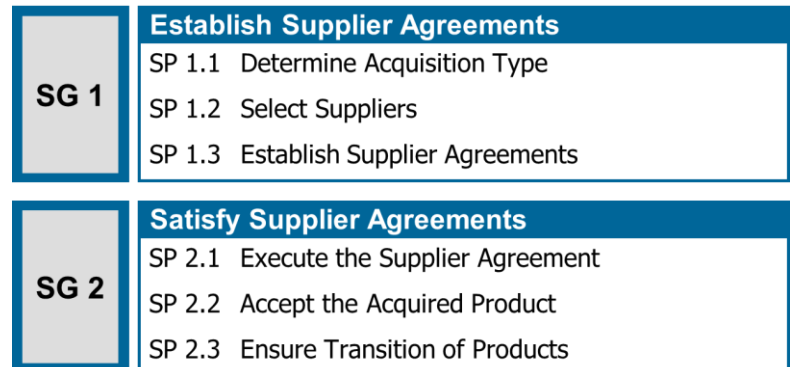 SG 1
Establish Supplier Agreements
SP 1.1 Determine Acquisition Type
SP 1.2 Select Suppliers
SP 1.3 Establish Supplier Agreements
SG 2
Satisfy Supplier Agreements
SP 2.1 Execute the Supplier Agreement
SP 2.2 Accept the Acquired Product
SP 2.3 Ensure Transition of Products